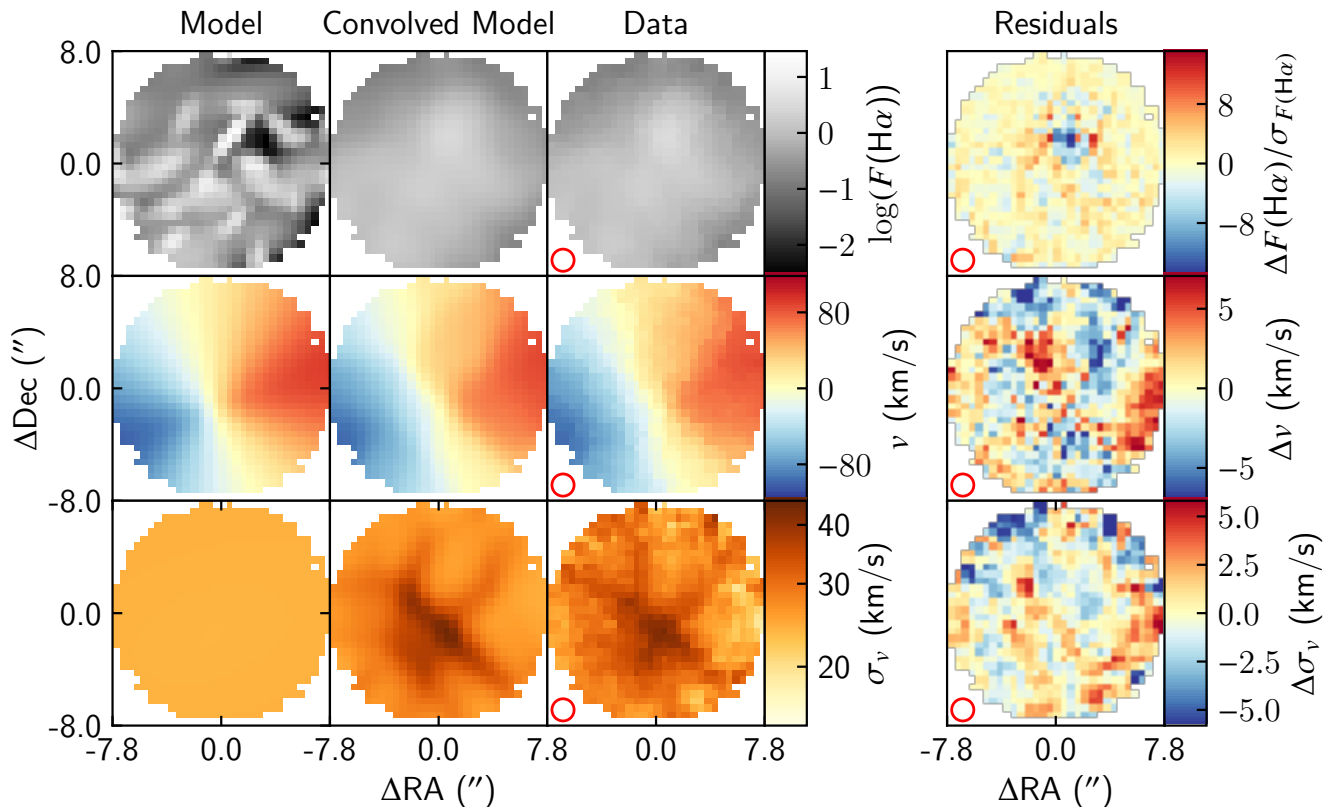 Model Convolved Model Data Residuals
8.0
0.0
1
0
−1
−2
log(F(Hα))
8
0
−8
ΔF(Hα)/σF(Hα)
8.0
0.0
ΔDec (″)
80
0
−80
v (km/s)
5
0
−5
Δv (km/s)
-8.0
0.0
-8.0
40
30
20
σv (km/s)
5.0
2.5
0.0
−2.5
−5.0
Δσv (km/s)
-7.8 0.0 -7.8 0.0 7.8 0.0 7.8 -7.8 0.0 7.8
ΔRA (″) ΔRA (″)